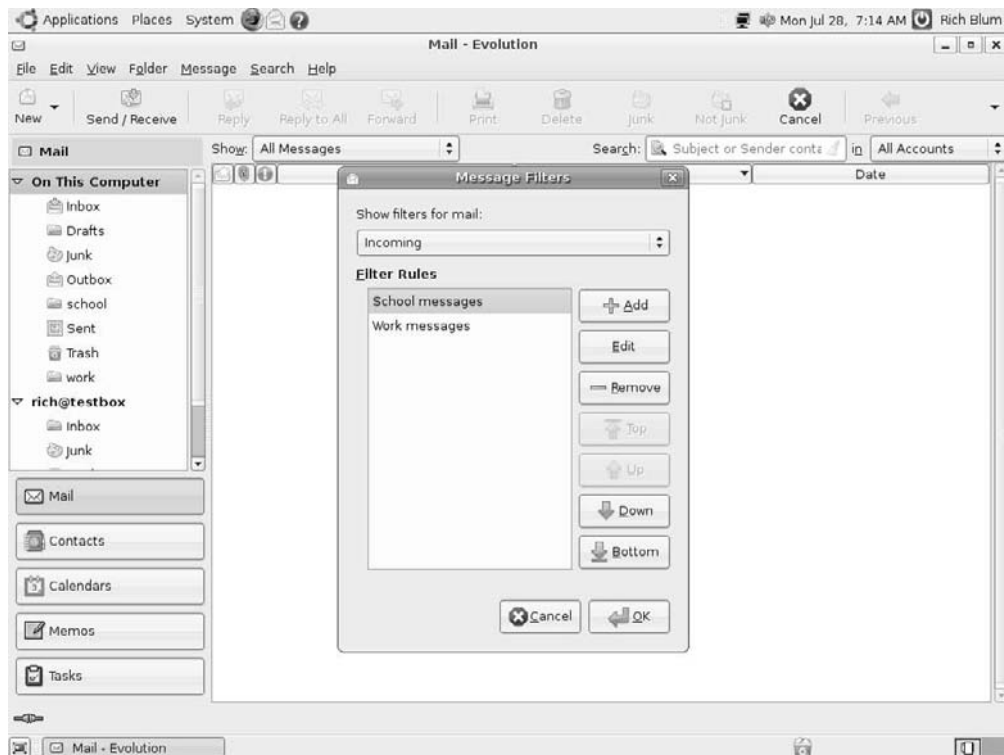 Applications Places System Mon Jul 28, 7:14 AM Rich Blum
Mail - Evolution
File Edit View Folder Message Search Help
New Send / Receive Reply Reply to All Forward Print Delete Junk Not Junk Cancel Previous
Mail Show: All Messages Search: Subject or Sender conta in All Accounts
Date
On This Computer
Inbox
Drafts
Junk
Outbox
school
Sent
Trash
work
rich@testbox
Inbox
Junk
Mail
Contacts
Calendars
Memos
Tasks
Message Filters
Show filters for mail:
Incoming
Filter Rules
School messages
Work messages
Add
Edit
Remove
Top
Up
Down
Bottom
Cancel OK
Mail - Evolution